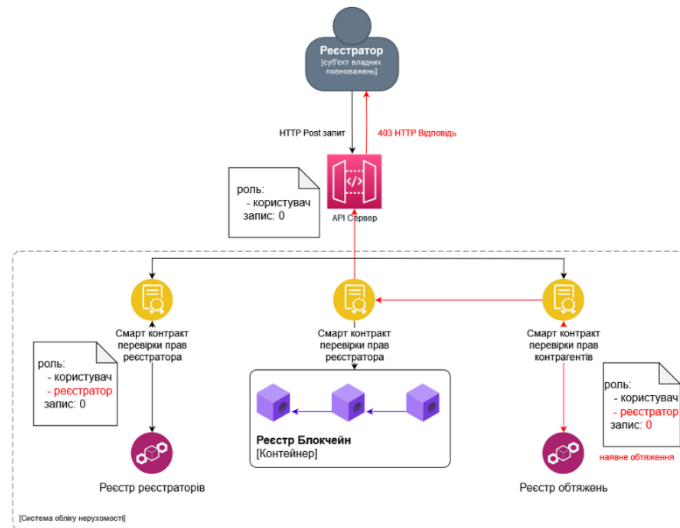 Реєстратор
[суб'єкт владних
повноважень]
HTTP Post запит
403 HTTP Відповідь
роль:
- користувач
запис: 0
API Сервер
Смарт контракт
перевірки прав
реєстратора
Смарт контракт
перевірки прав
реєстратора
Смарт контракт
перевірки прав
контрагентів
роль:
- користувач
- реєстратор
запис: 0
роль:
- користувач
- реєстратор
запис: 0
Реєстр Блокчейн
[Контейнер]
наявне обтяження
Реєстр реєстраторів
Реєстр обтяжень
[Система обліку нерухомості]